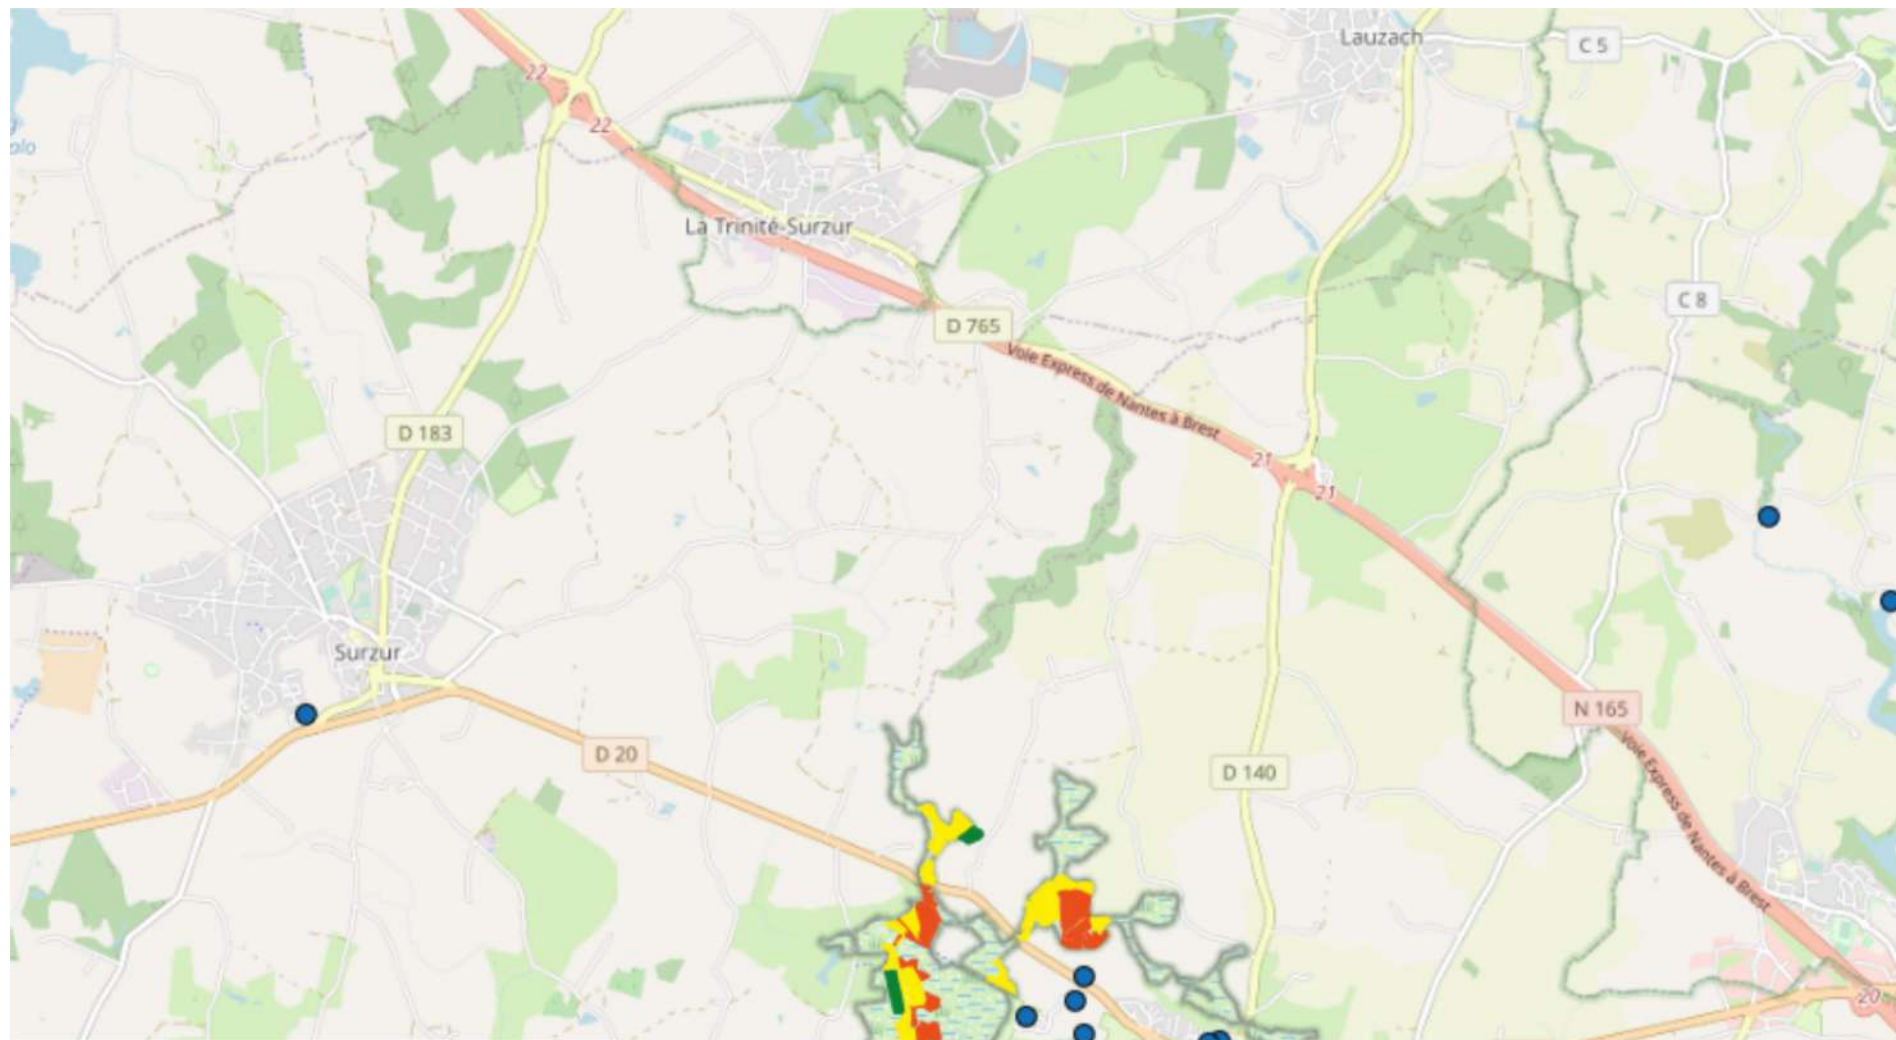 Lauzach
C 5
22
22
La Trinité-Surzur
C 8
D 765
Voie Express de Nantes à Brest
D 183
21
21
Surzur
N 165
D 20
D 140
Voie Express de Nantes à Brest
20